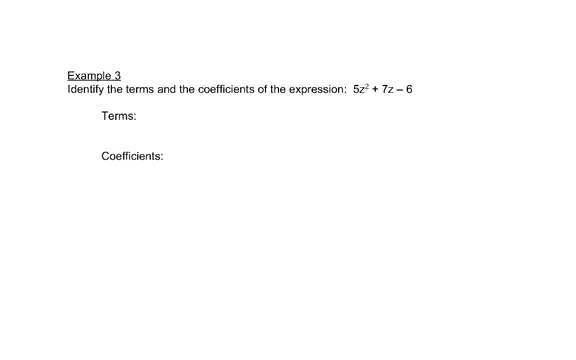 Example 3
Identify the terms and the coefficients of the expression:  5z² + 7z – 6
Terms:
Coefficients: